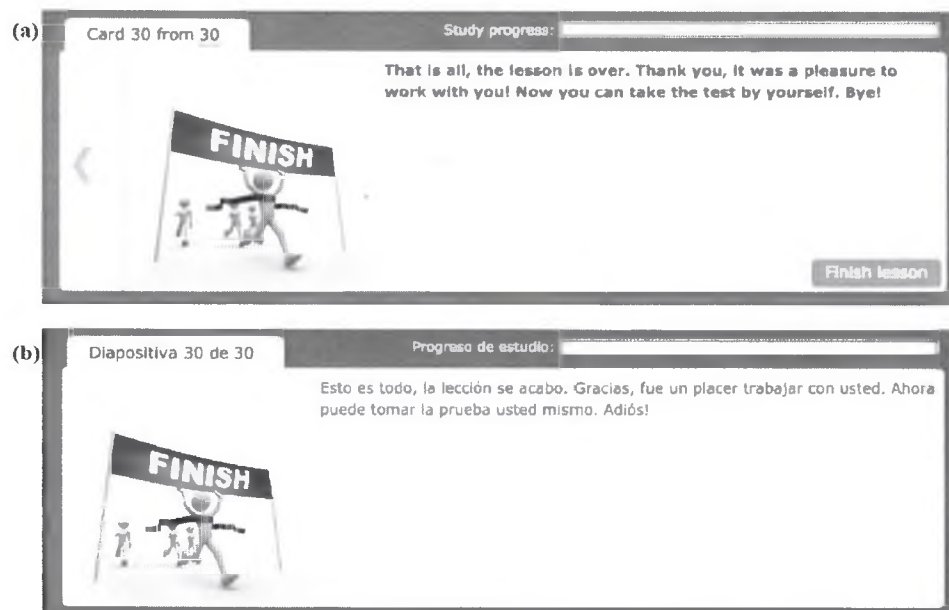 (a)
Card 30 from 30
Study progress:
That is all, the lesson is over. Thank you, it was a pleasure to
work with you! Now you can take the test by yourself. Bye!
FINISH
Finish lesson
(b)
Diapositiva 30 de 30
Progreso de estudio:
Esto es todo, la lección se acabo. Gracias, fue un placer trabajar con usted. Ahora
puede tomar la prueba usted mismo. Adiós!
FINISH